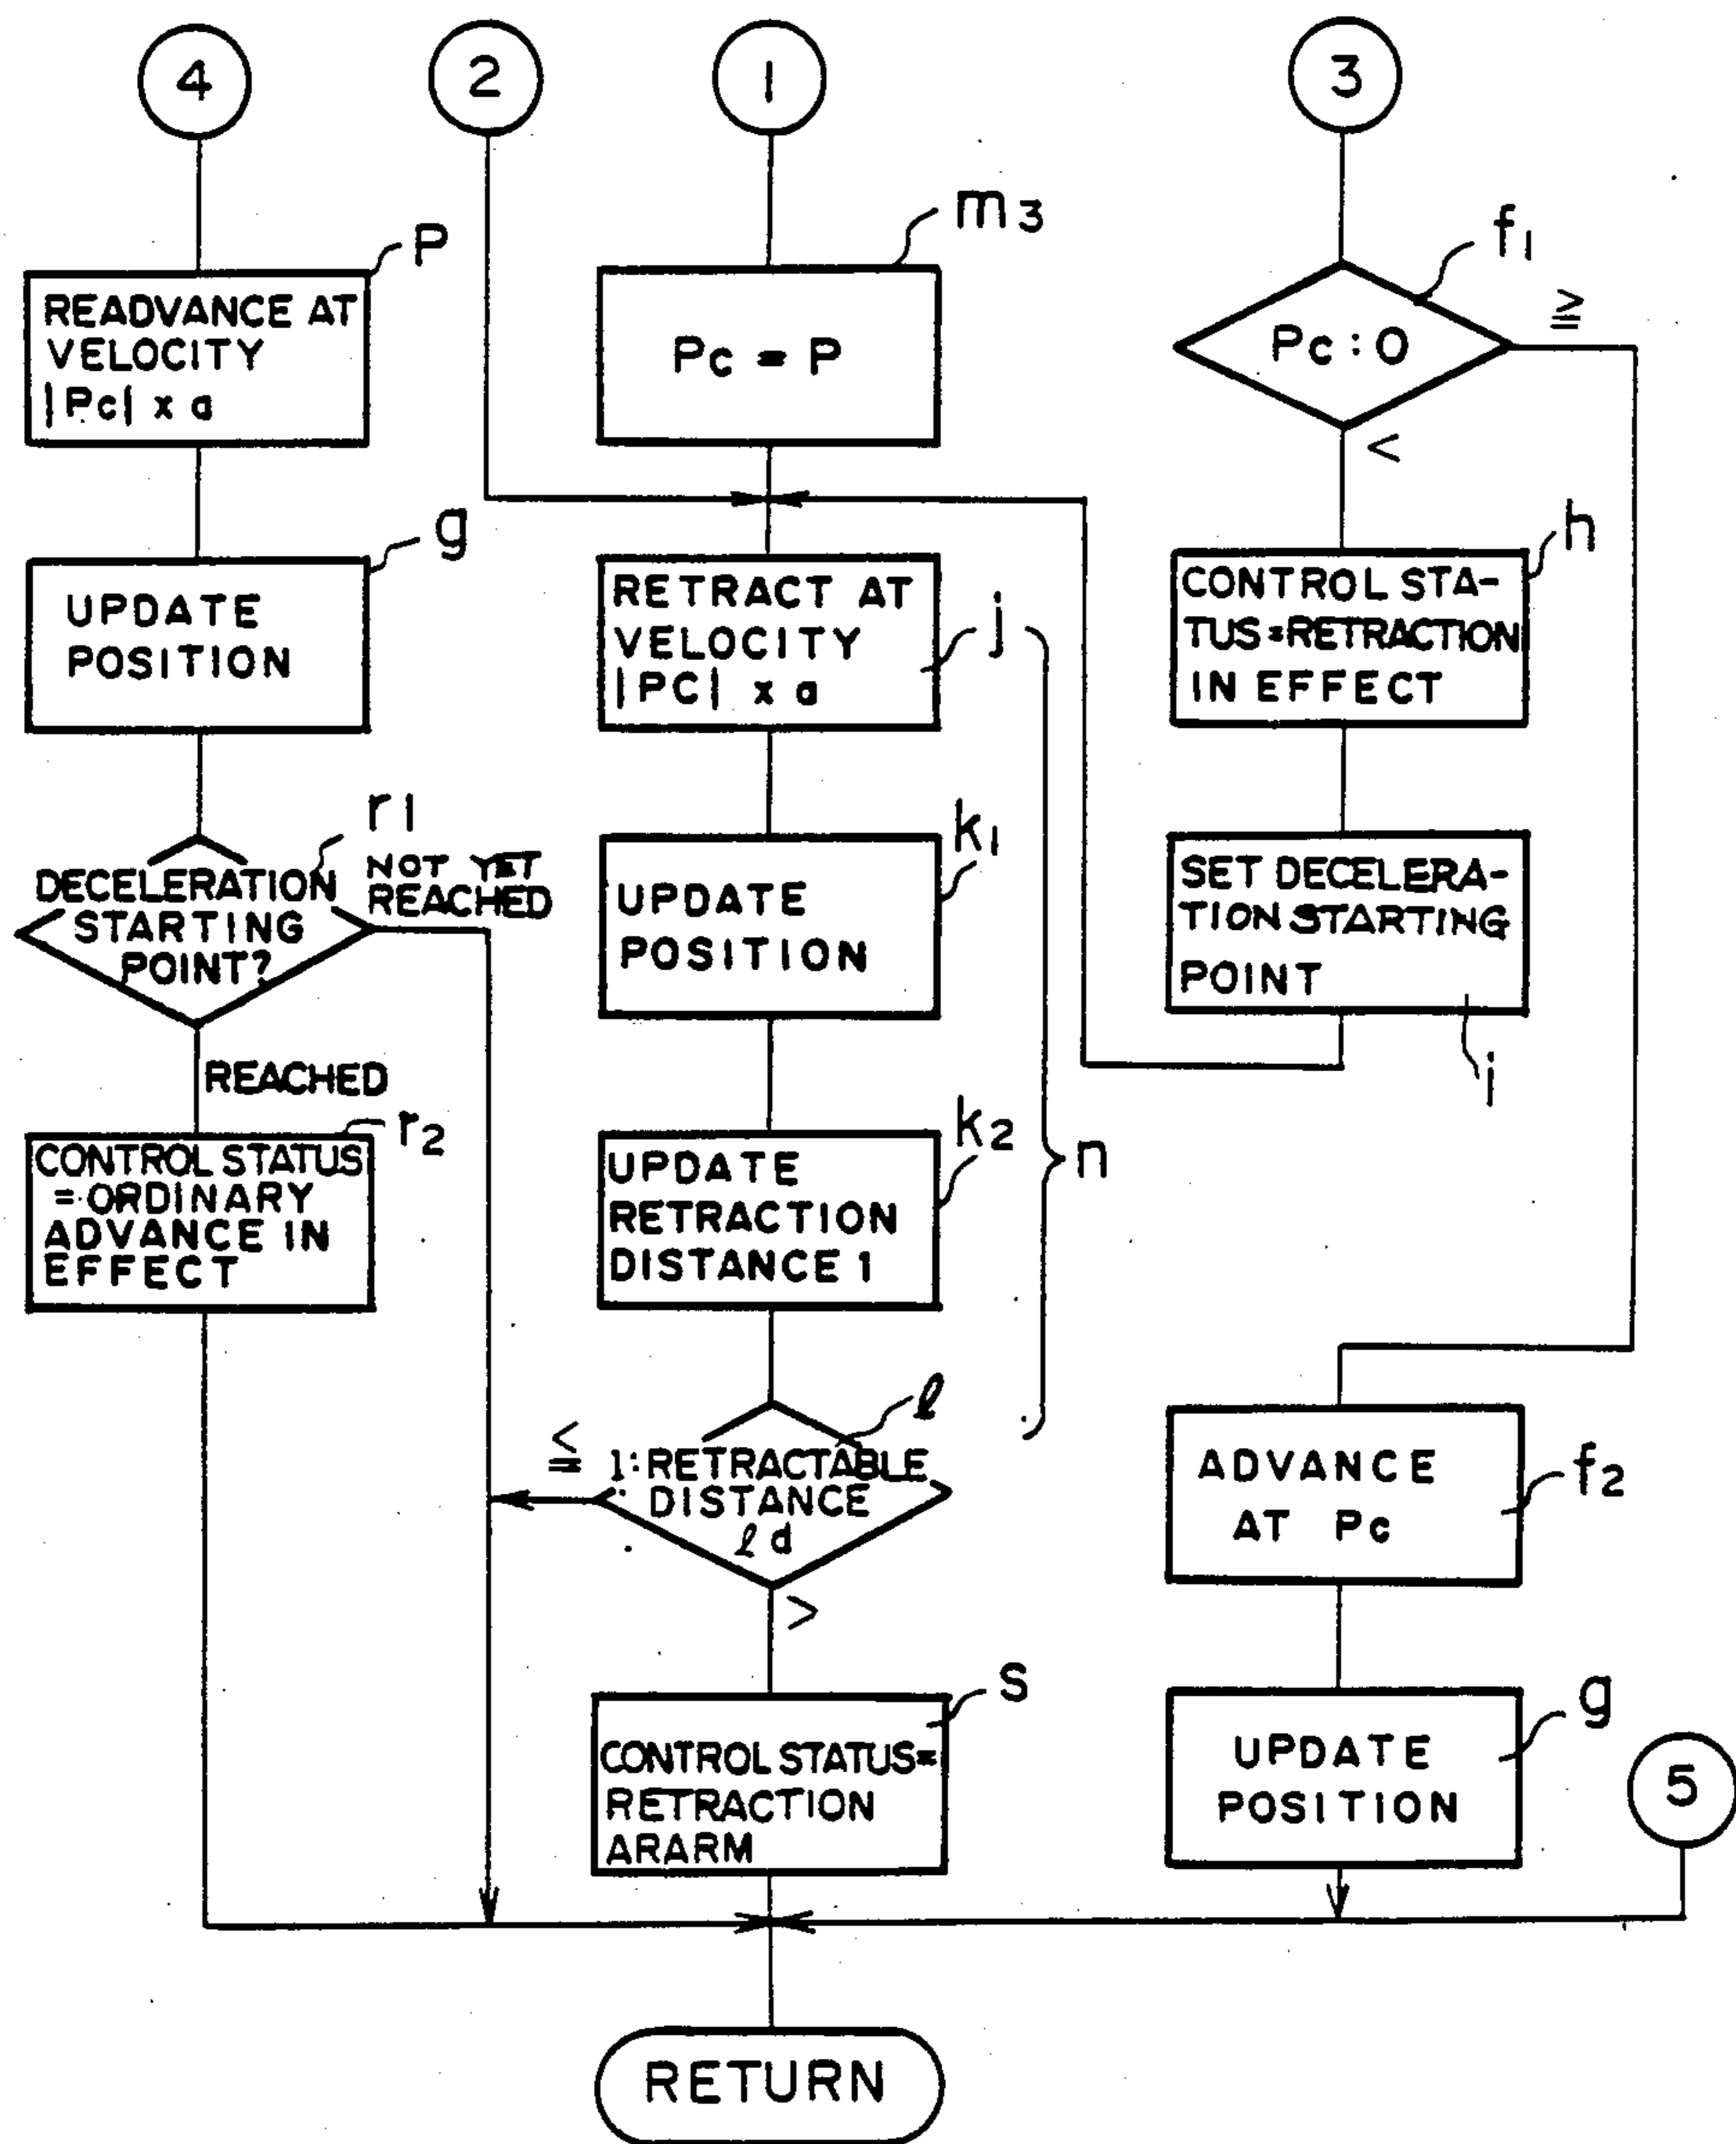 4
2
1
3
P
READVANCE AT
VELOCITY
|Pc| x a
g
UPDATE
POSITION
r1
DECELERATION
STARTING
POINT?
NOT YET
REACHED
REACHED
r2
CONTROL STATUS
= ORDINARY
ADVANCE IN
EFFECT
m3
Pc = P
RETRACT AT
VELOCITY
|PC| x a
j
k1
UPDATE
POSITION
k2
UPDATE
RETRACTION
DISTANCE 1
n
ℓ
≦
1:RETRACTABLE
DISTANCE
ℓd
>
s
CONTROL STATUS=
RETRACTION
ARARM
f1
Pc : 0
≧
<
h
CONTROL STA-
TUS=RETRACTION
IN EFFECT
SET DECELERA-
TION STARTING
POINT
i
ADVANCE
AT Pc
f2
g
UPDATE
POSITION
5
RETURN